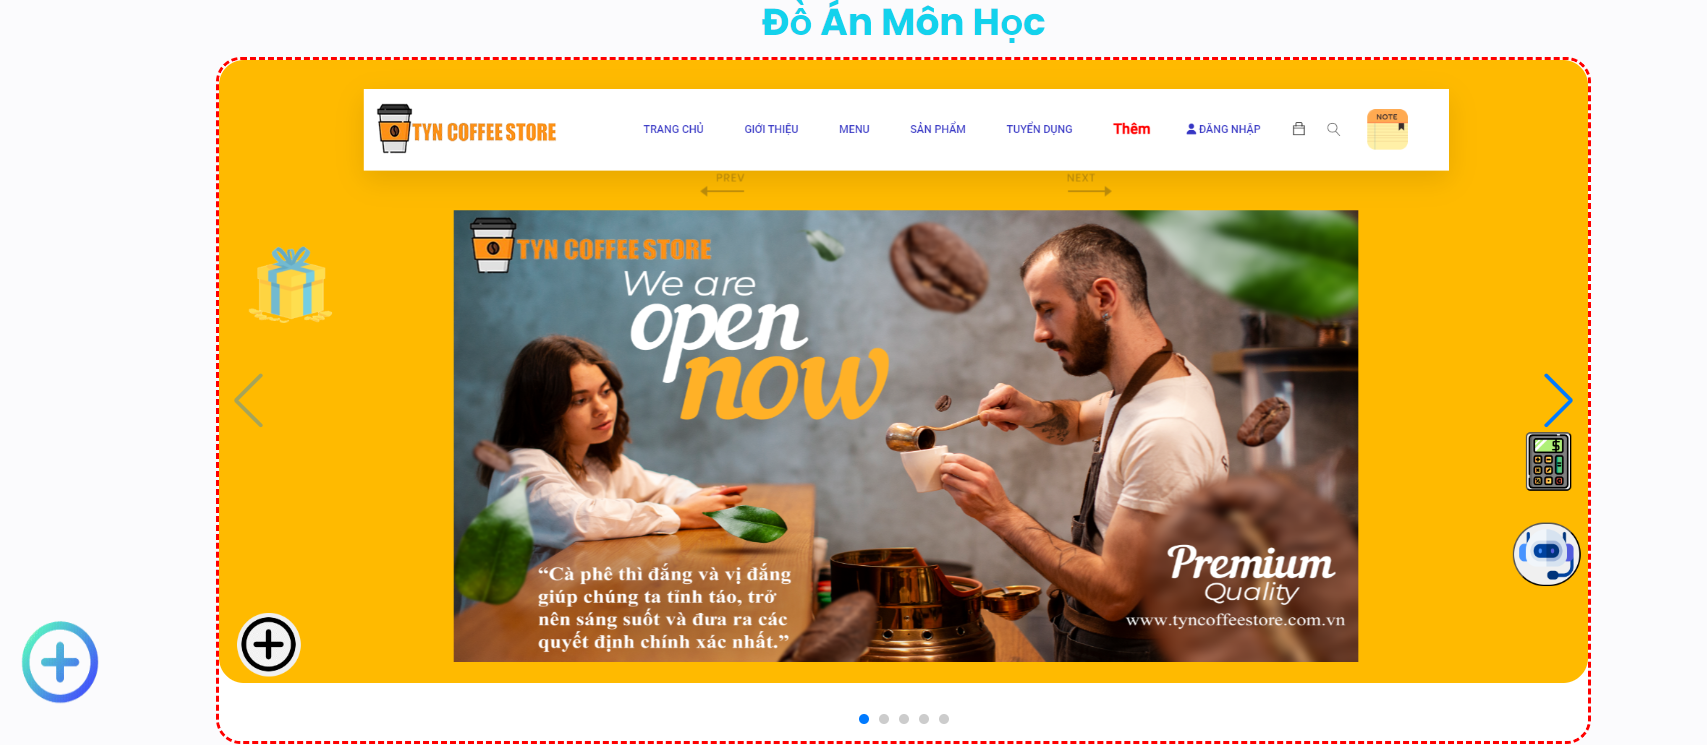 Đồ Án Môn Học
TYN COFFEE STORE
TRANG CHỦ
GIỚI THIỆU
MENU
SẢN PHẨM
TUYỂN DỤNG
Thêm
ĐĂNG NHẬP
NOTE
PREV
NEXT
TYN COFFEE STORE
We are
open
now
“Cà phê thì đắng và vị đắng
giúp chúng ta tỉnh táo, trở
nên sáng suốt và đưa ra các
quyết định chính xác nhất.”
Premium
Quality
www.tyncoffeestore.com.vn